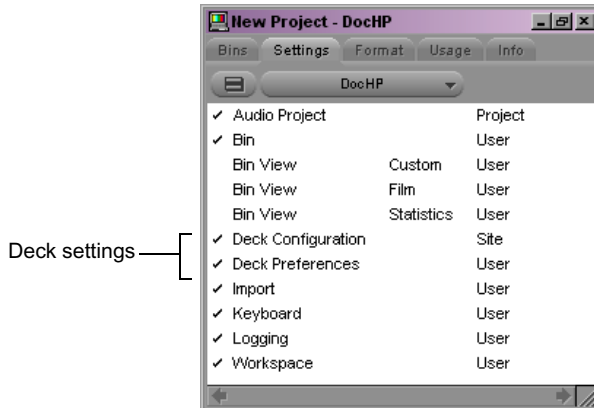 New Project - DocHP
Bins Settings Format Usage Info
DocHP
✓ Audio Project Project
✓ Bin User
Bin View Custom User
Bin View Film User
Bin View Statistics User
Deck settings
✓ Deck Configuration Site
✓ Deck Preferences User
✓ Import User
✓ Keyboard User
✓ Logging User
✓ Workspace User